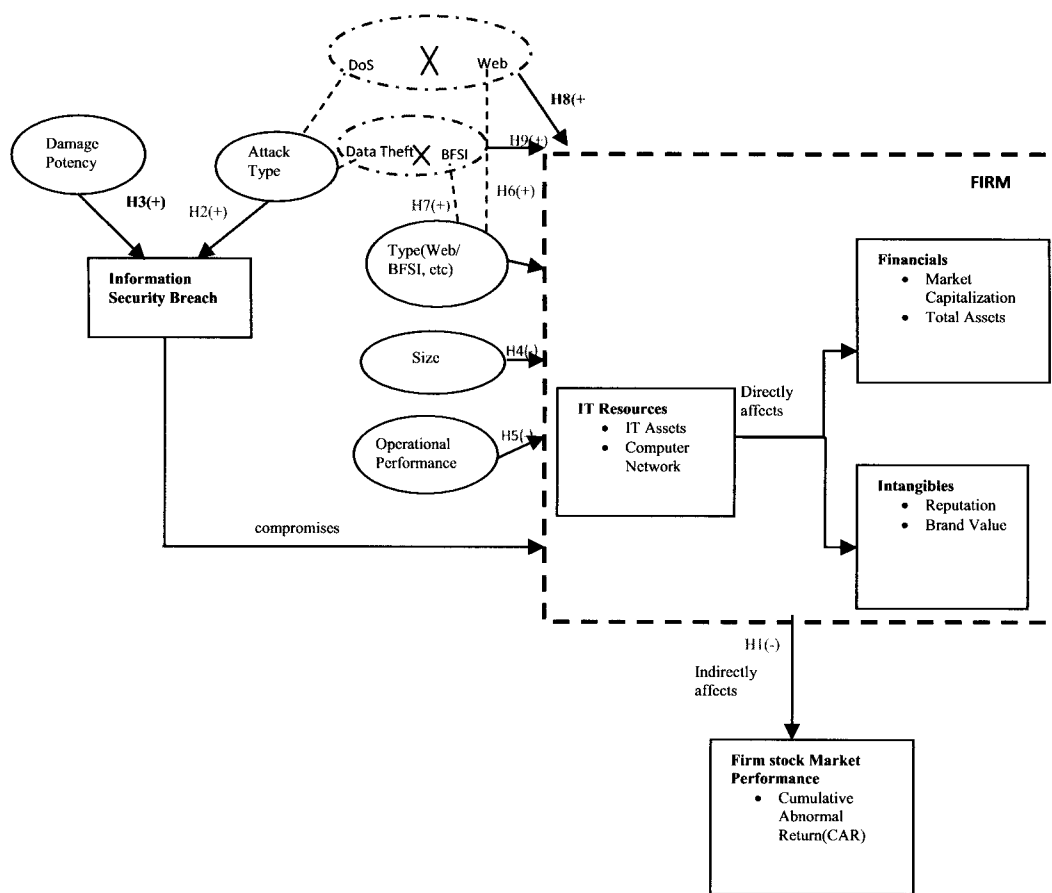 DoS
X
Web
H8(+
Damage
Potency
Attack
Type
Data Theft
X
BFSI
H9(+)
FIRM
H3(+)
H2(+)
H7(+)
H6(+)
Information
Security Breach
Type(Web/
BFSI, etc)
Financials
• Market
Capitalization
• Total Assets
Size
H4(-)
Directly
affects
IT Resources
• IT Assets
• Computer
Network
Operational
Performance
H5(-)
Intangibles
• Reputation
• Brand Value
compromises
H1(-)
Indirectly
affects
Firm stock Market
Performance
• Cumulative
Abnormal
Return(CAR)